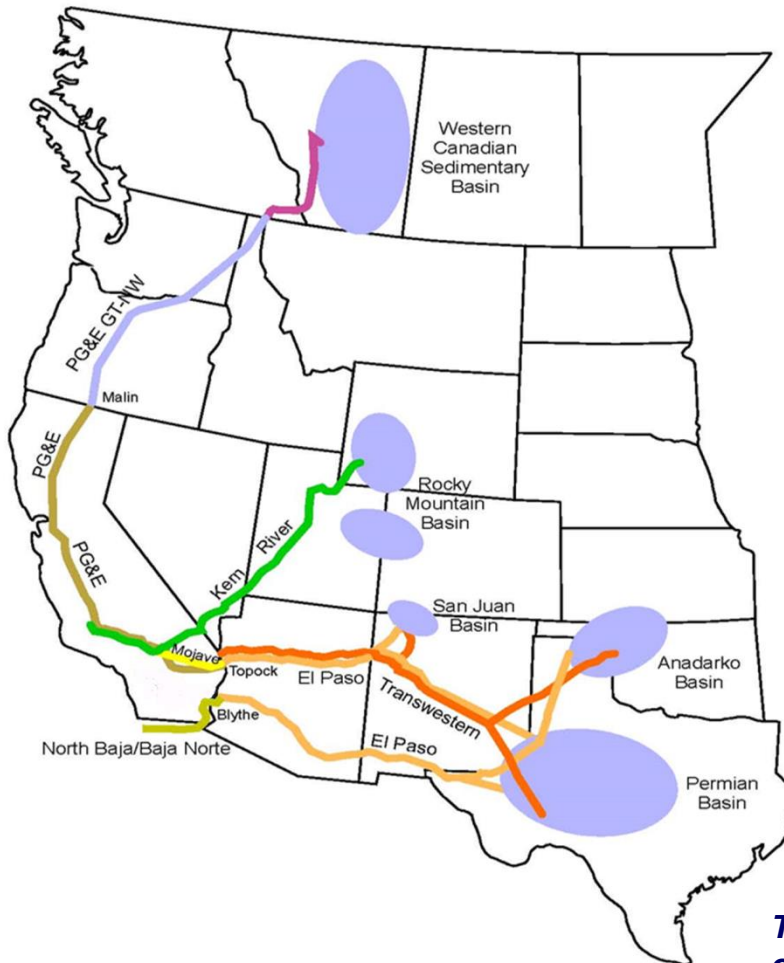 Western
Canadian
Sedimentary
Basin
PG&E GT-NW
Malin
PG&E
Rocky
Mountain
Basin
River
Kern
PG&E
San Juan
Basin
Mojave
Topock
El Paso
Anadarko
Basin
Transwestern
Blythe
North Baja/Baja Norte
El Paso
Permian
Basin